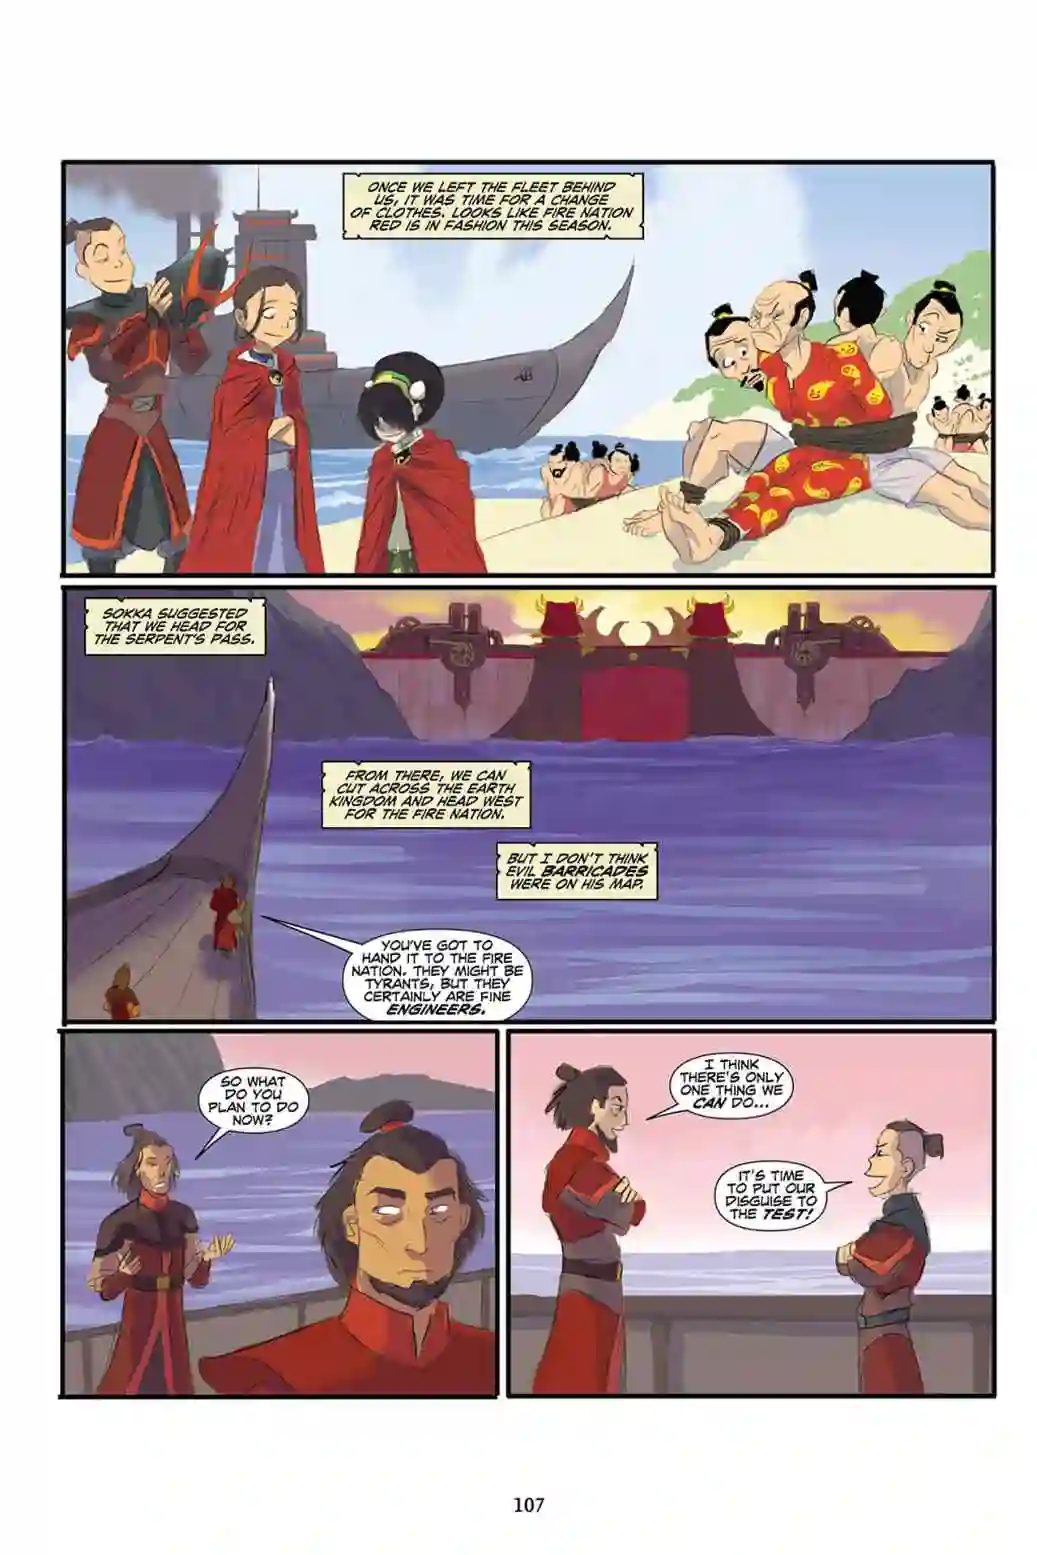 ONCE WE LEFT THE FLEET BEHIND
US, IT WAS TIME FOR A CHANGE
OF CLOTHES. LOOKS LIKE FIRE NATION
RED IS IN FASHION THIS SEASON.
SOKKA SUGGESTED
THAT WE HEAD FOR
THE SERPENT'S PASS.
FROM THERE, WE CAN
CUT ACROSS THE EARTH
KINGDOM AND HEAD WEST
FOR THE FIRE NATION.
BUT I DON'T THINK
EVIL BARRICADES
WERE ON HIS MAP.
YOU'VE GOT TO
HAND IT TO THE FIRE
NATION. THEY MIGHT BE
TYRANTS, BUT THEY
CERTAINLY ARE FINE
ENGINEERS.
SO WHAT
DO YOU
PLAN TO DO
NOW?
I THINK
THERE'S ONLY
ONE THING WE
CAN DO...
IT'S TIME
TO PUT OUR
DISGUISE TO
THE TEST!
107